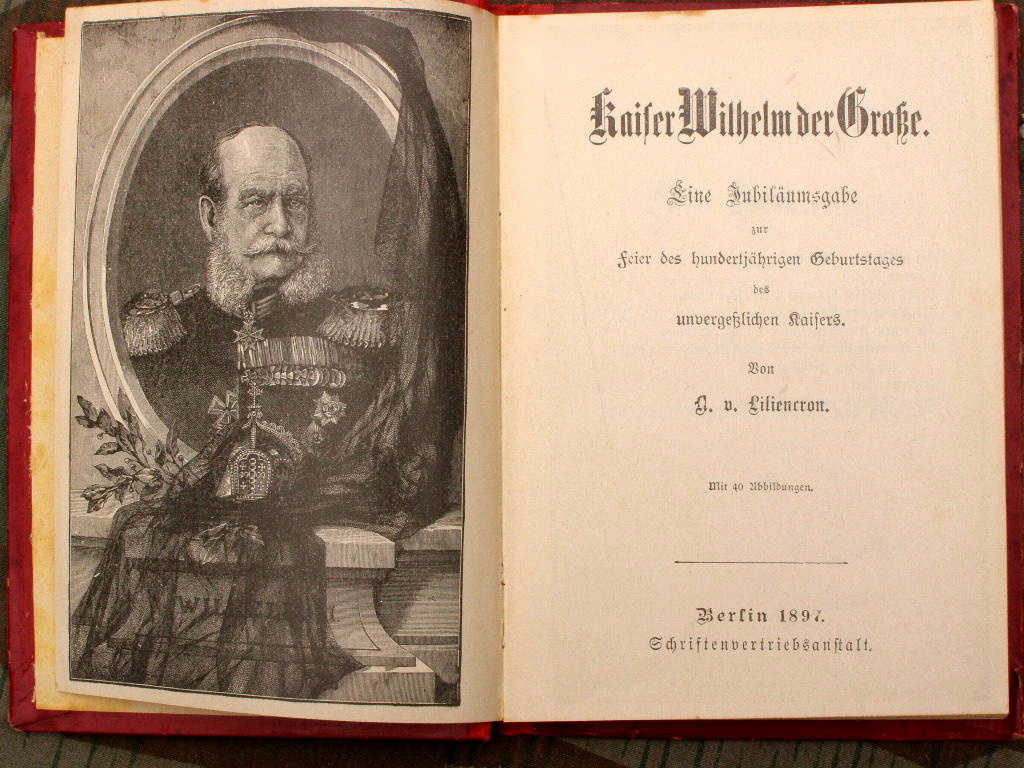 WILHELM I
Kaiser Wilhelm der Große.
Eine Jubiläumsgabe
zur
Feier des hundertjährigen Geburtstages
des
unvergeßlichen Kaisers.
Von
A. v. Liliencron.
Mit 40 Abbildungen.
Berlin 1897.
Schriftenvertriebsanstalt.